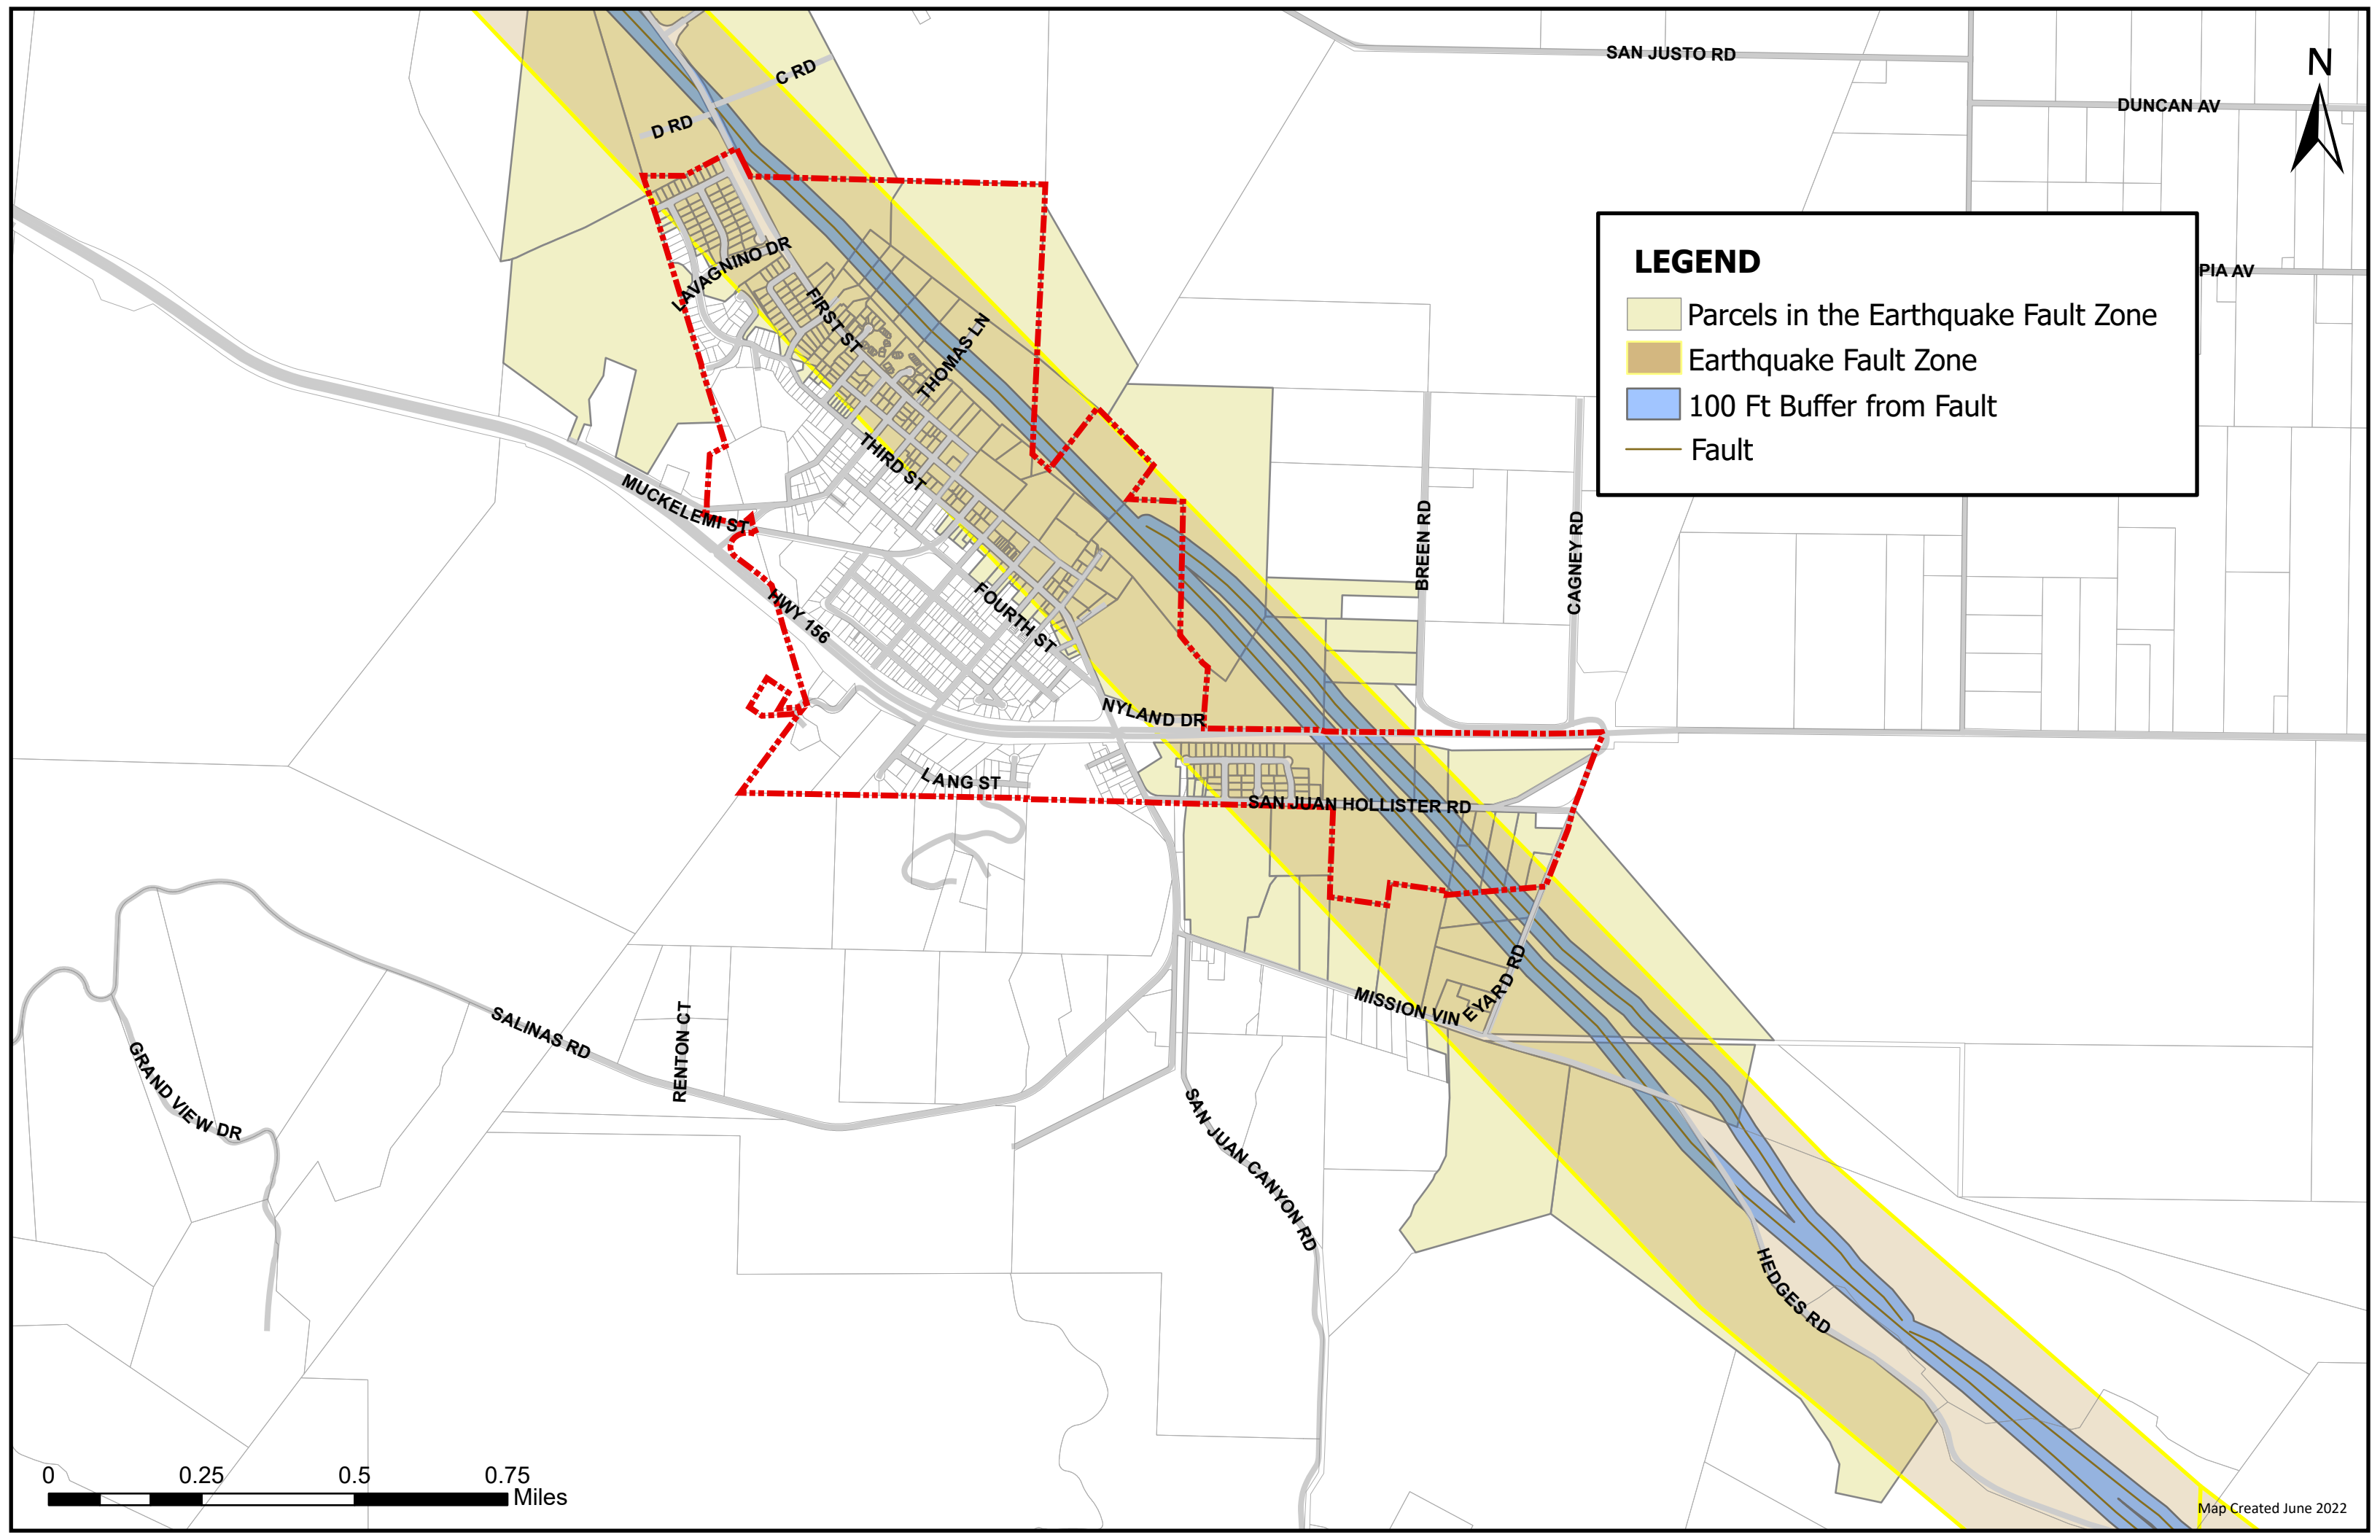 SAN JUSTO RD
N
C RD
DUNCAN AV
D RD
LEGEND
LAVAGNINO DR
PIA AV
Parcels in the Earthquake Fault Zone
FIRST ST
THOMAS LN
Earthquake Fault Zone
100 Ft Buffer from Fault
Fault
THIRD ST
MUCKELEMI ST
BREEN RD
CAGNEY RD
HWY 156
FOURTH ST
NYLAND DR
LANG ST
SAN JUAN HOLLISTER RD
MISSION VIN
EYARD RD
SALINAS RD
RENTON CT
GRAND VIEW DR
SAN JUAN CANYON RD
HEDGES RD
0 0.25 0.5 0.75
Miles
Map Created June 2022